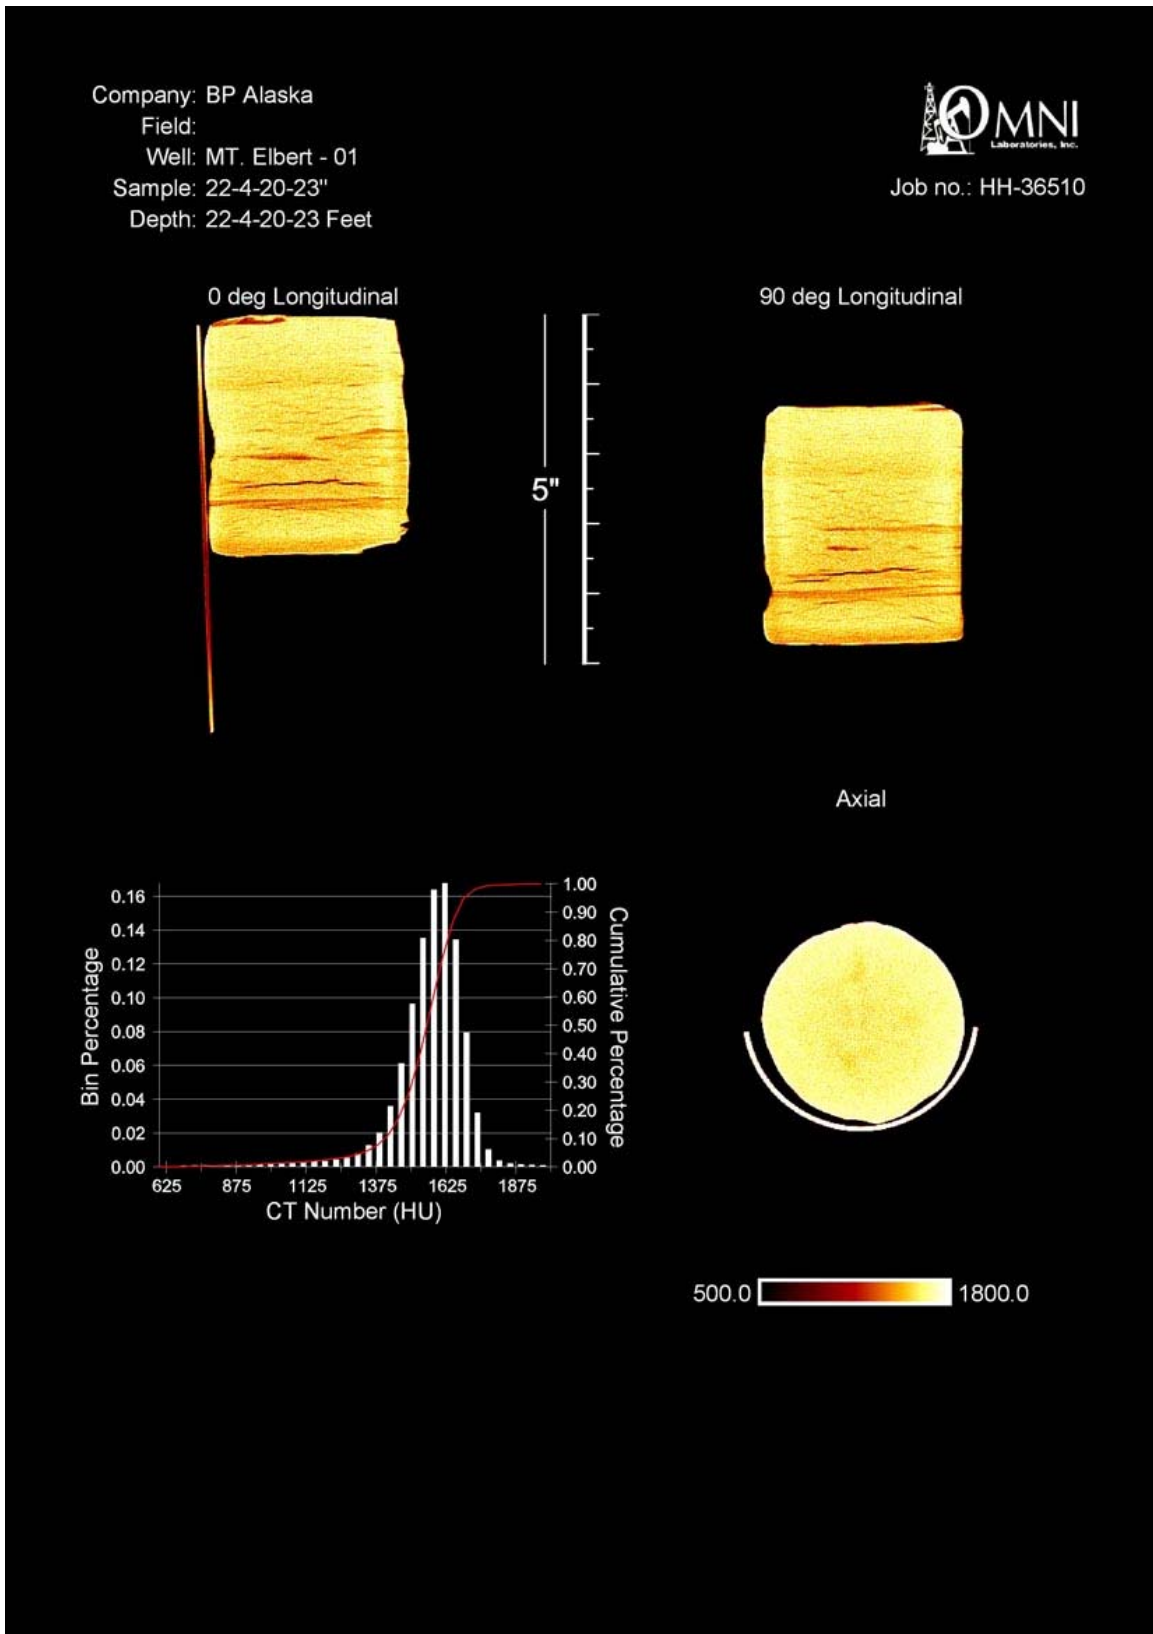 Company: BP Alaska
Field:
Well: MT. Elbert - 01
Sample: 22-4-20-23"
Depth: 22-4-20-23 Feet
OMNI
Laboratories, Inc.
Job no.: HH-36510
0 deg Longitudinal
90 deg Longitudinal
5"
Axial
Bin Percentage
0.16
0.14
0.12
0.10
0.08
0.06
0.04
0.02
0.00
1.00
0.90
0.80
0.70
0.60
0.50
0.40
0.30
0.20
0.10
0.00
Cumulative Percentage
625 875 1125 1375 1625 1875
CT Number (HU)
500.0 1800.0